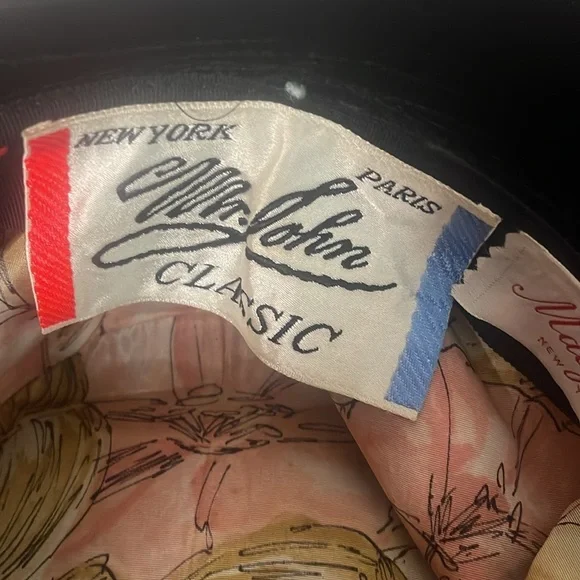 NEW YORK
PARIS
Mr. John
CLASSIC